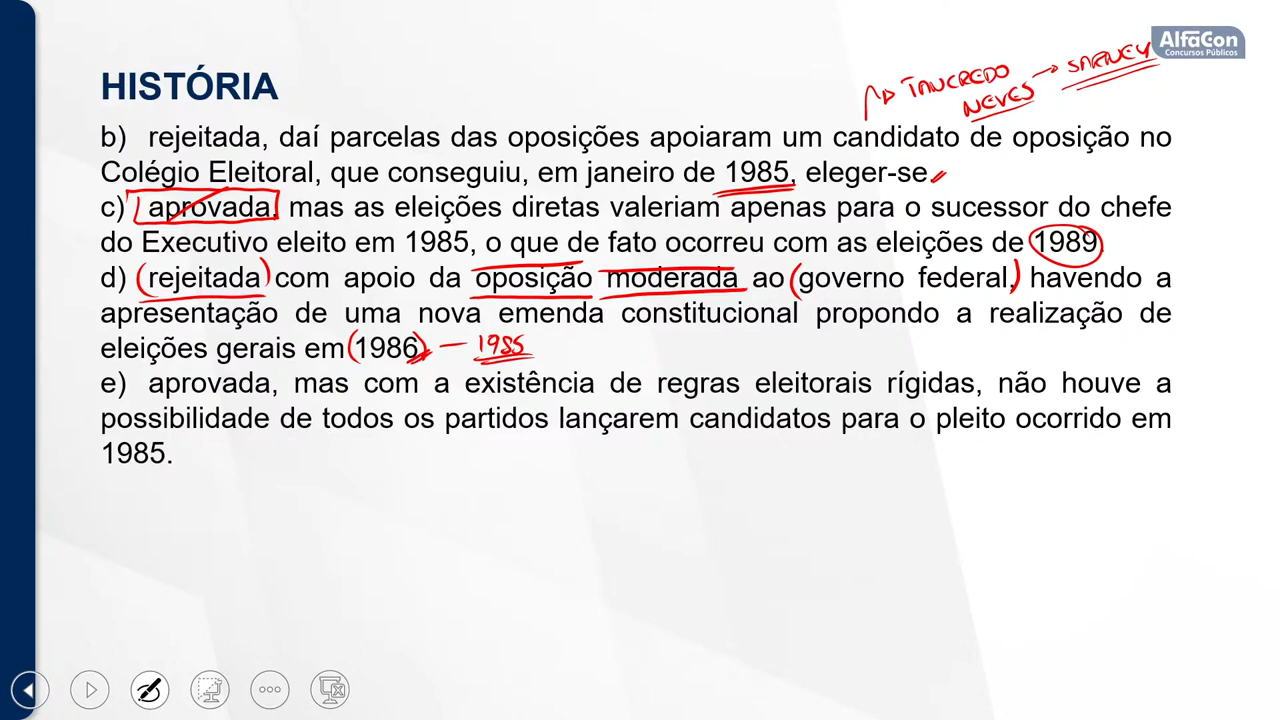 AlfaCon
Concursos Públicos
HISTÓRIA
TANCREDO → SARNEY
NEVES
b) rejeitada, daí parcelas das oposições apoiaram um candidato de oposição no
Colégio Eleitoral, que conseguiu, em janeiro de 1985, eleger-se.
c) aprovada, mas as eleições diretas valeriam apenas para o sucessor do chefe
do Executivo eleito em 1985, o que de fato ocorreu com as eleições de 1989.
d) (rejeitada) com apoio da oposição moderada ao (governo federal,) havendo a
apresentação de uma nova emenda constitucional propondo a realização de
eleições gerais em (1986). — 1985
e) aprovada, mas com a existência de regras eleitorais rígidas, não houve a
possibilidade de todos os partidos lançarem candidatos para o pleito ocorrido em
1985.